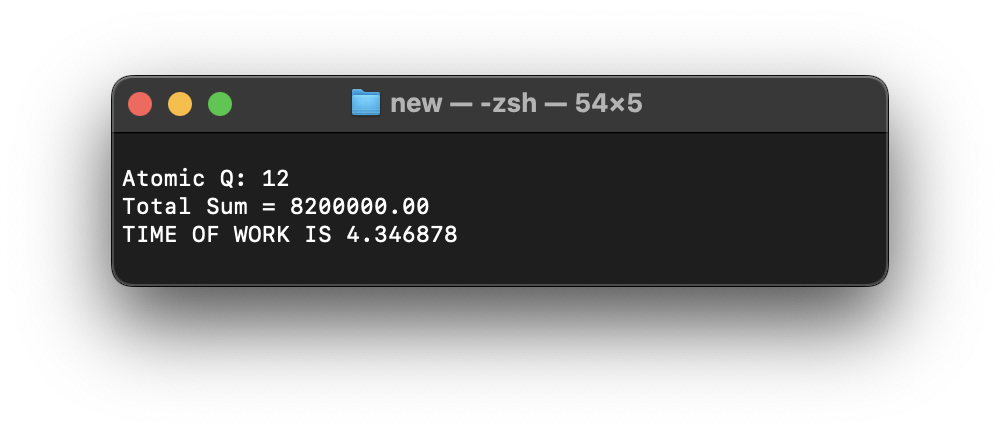 new — -zsh — 54×5
Atomic Q: 12
Total Sum = 8200000.00
TIME OF WORK IS 4.346878